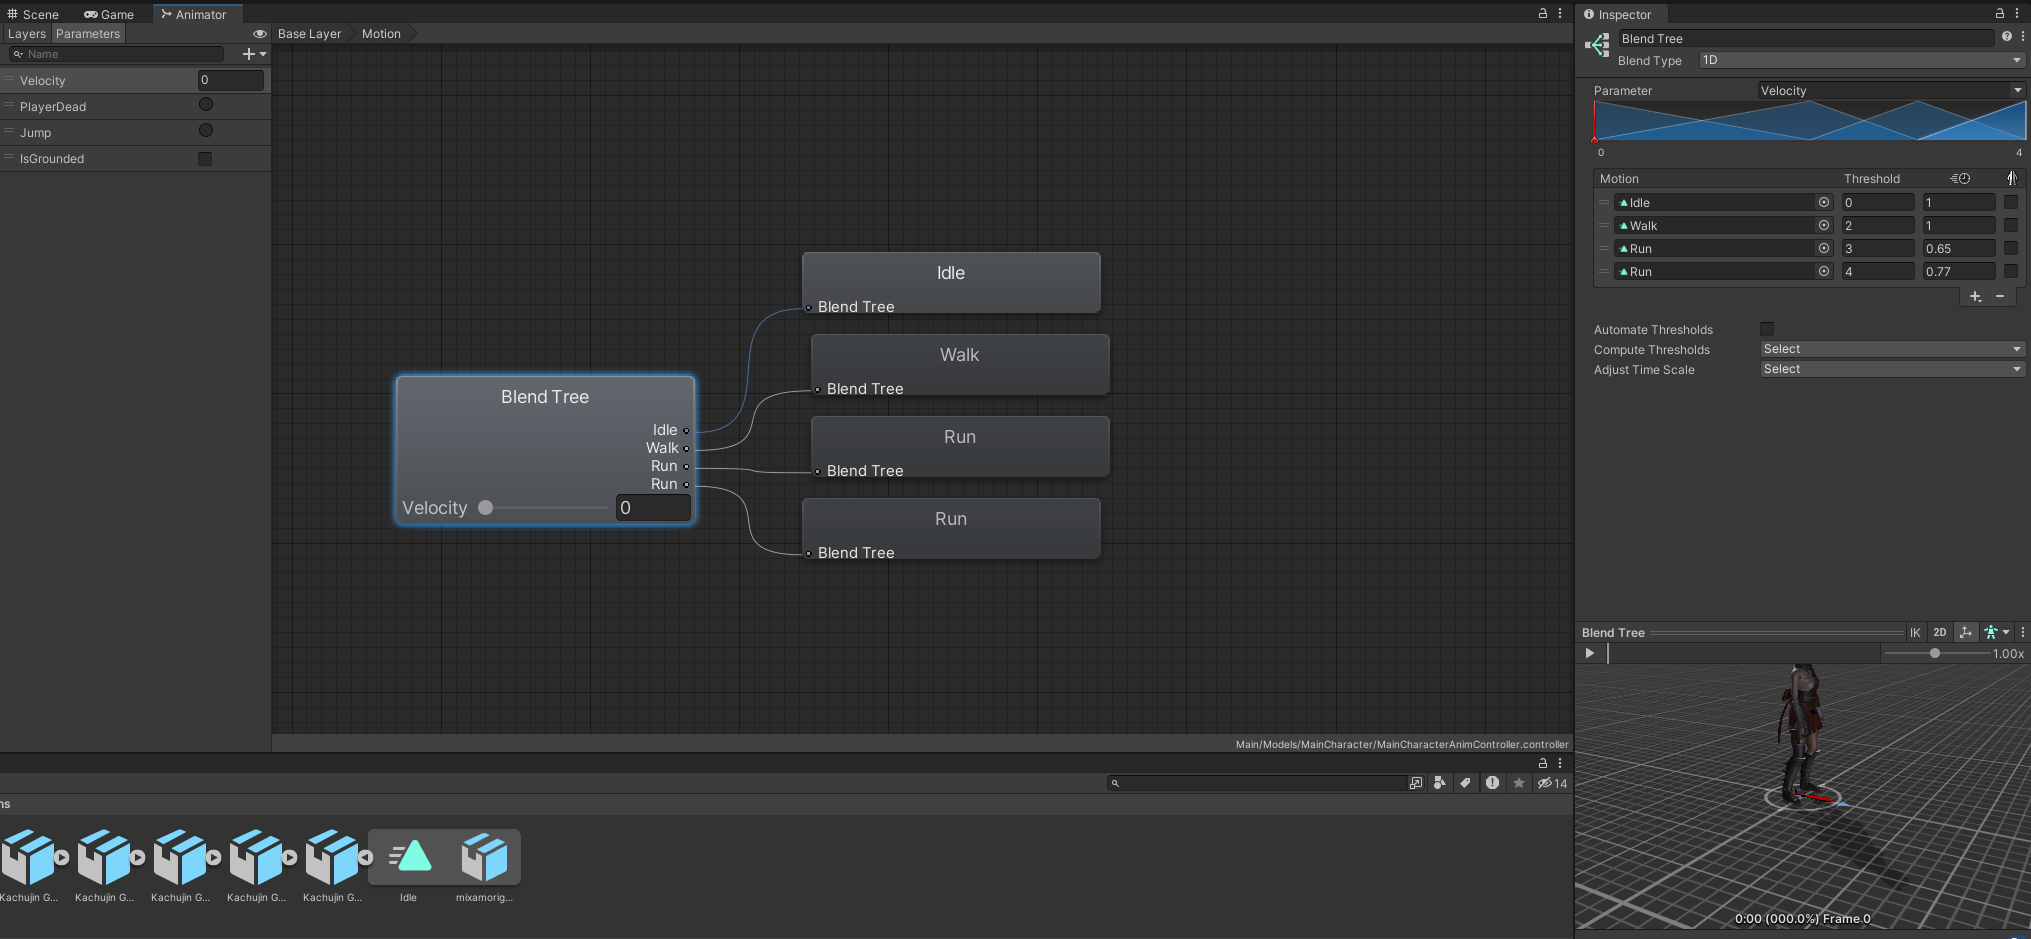 Scene Game Animator
Layers Parameters
Name
Velocity 0
PlayerDead
Jump
IsGrounded
Base Layer Motion
Idle
Blend Tree
Walk
Blend Tree
Run
Blend Tree
Run
Blend Tree
Blend Tree
Idle
Walk
Run
Run
Velocity 0
Main/Models/MainCharacter/MainCharacterAnimController.controller
14
ns
Kachujin G...
Kachujin G...
Kachujin G...
Kachujin G...
Kachujin G...
Idle
mixamorig...
Inspector
Blend Tree
Blend Type 1D
Parameter Velocity
0 4
Motion Threshold
Idle 0 1
Walk 2 1
Run 3 0.65
Run 4 0.77
Automate Thresholds
Compute Thresholds Select
Adjust Time Scale Select
Blend Tree IK 2D
1.00x
0:00 (000.0%) Frame 0